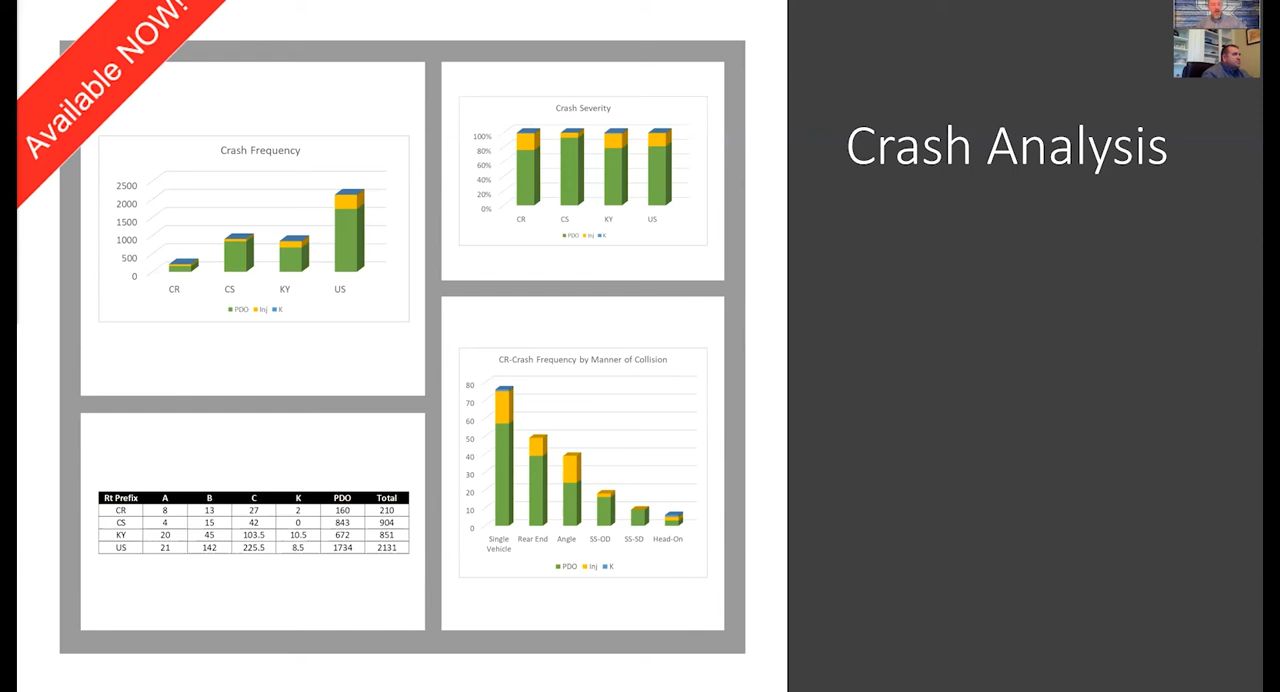 Available NOW!
Crash Analysis
Crash Frequency
2500
2000
1500
1000
500
0
CR CS KY US
PDO Inj K
Crash Severity
100%
80%
60%
40%
20%
0%
CR CS KY US
PDO Inj K
Rt Prefix A B C K PDO Total
CR 8 13 27 2 160 210
CS 4 15 42 0 843 904
KY 20 45 103.5 10.5 672 851
US 21 142 225.5 8.5 1734 2131
CR-Crash Frequency by Manner of Collision
80
70
60
50
40
30
20
10
0
Single Rear End Angle SS-OD SS-SD Head-On
Vehicle
PDO Inj K